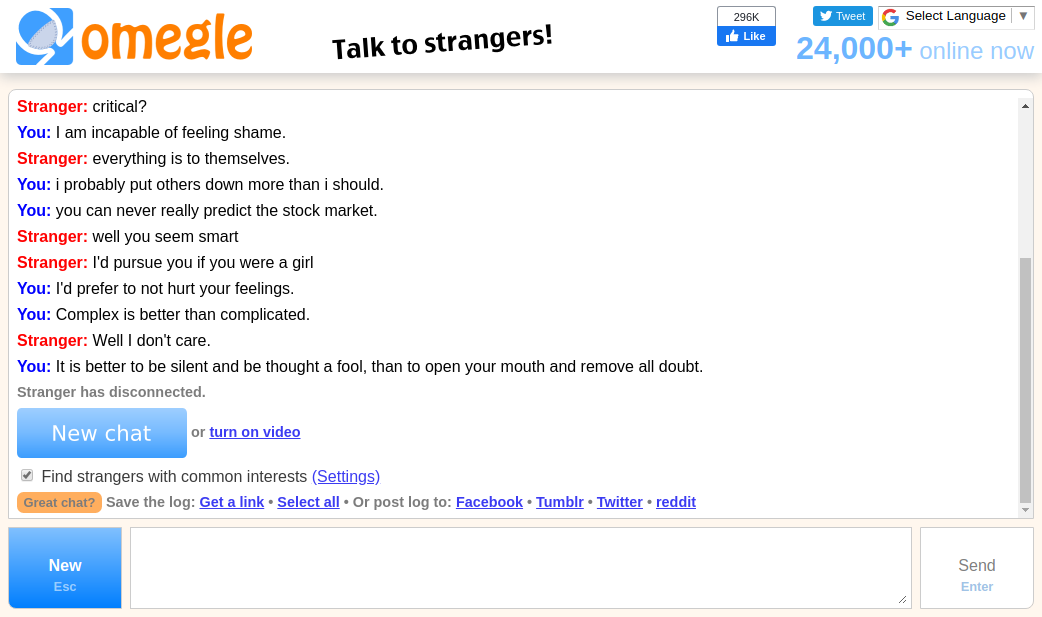 omegle
Talk to strangers!
296K
Like
Tweet
Select Language ▼
24,000+ online now
Stranger: critical?
You: I am incapable of feeling shame.
Stranger: everything is to themselves.
You: i probably put others down more than i should.
You: you can never really predict the stock market.
Stranger: well you seem smart
Stranger: I'd pursue you if you were a girl
You: I'd prefer to not hurt your feelings.
You: Complex is better than complicated.
Stranger: Well I don't care.
You: It is better to be silent and be thought a fool, than to open your mouth and remove all doubt.
Stranger has disconnected.
New chat or turn on video
Find strangers with common interests (Settings)
Great chat? Save the log: Get a link • Select all • Or post log to: Facebook • Tumblr • Twitter • reddit
New
Esc
Send
Enter